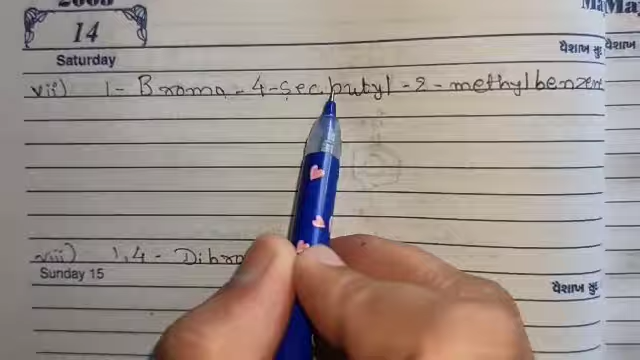 14
Saturday
વૈશાખ સુદ
vii) 1- Bromo - 4 -sec.butyl - 2 - methylbenzene
viii) 1,4 - Dibro
Sunday 15
વૈશાખ સુદ